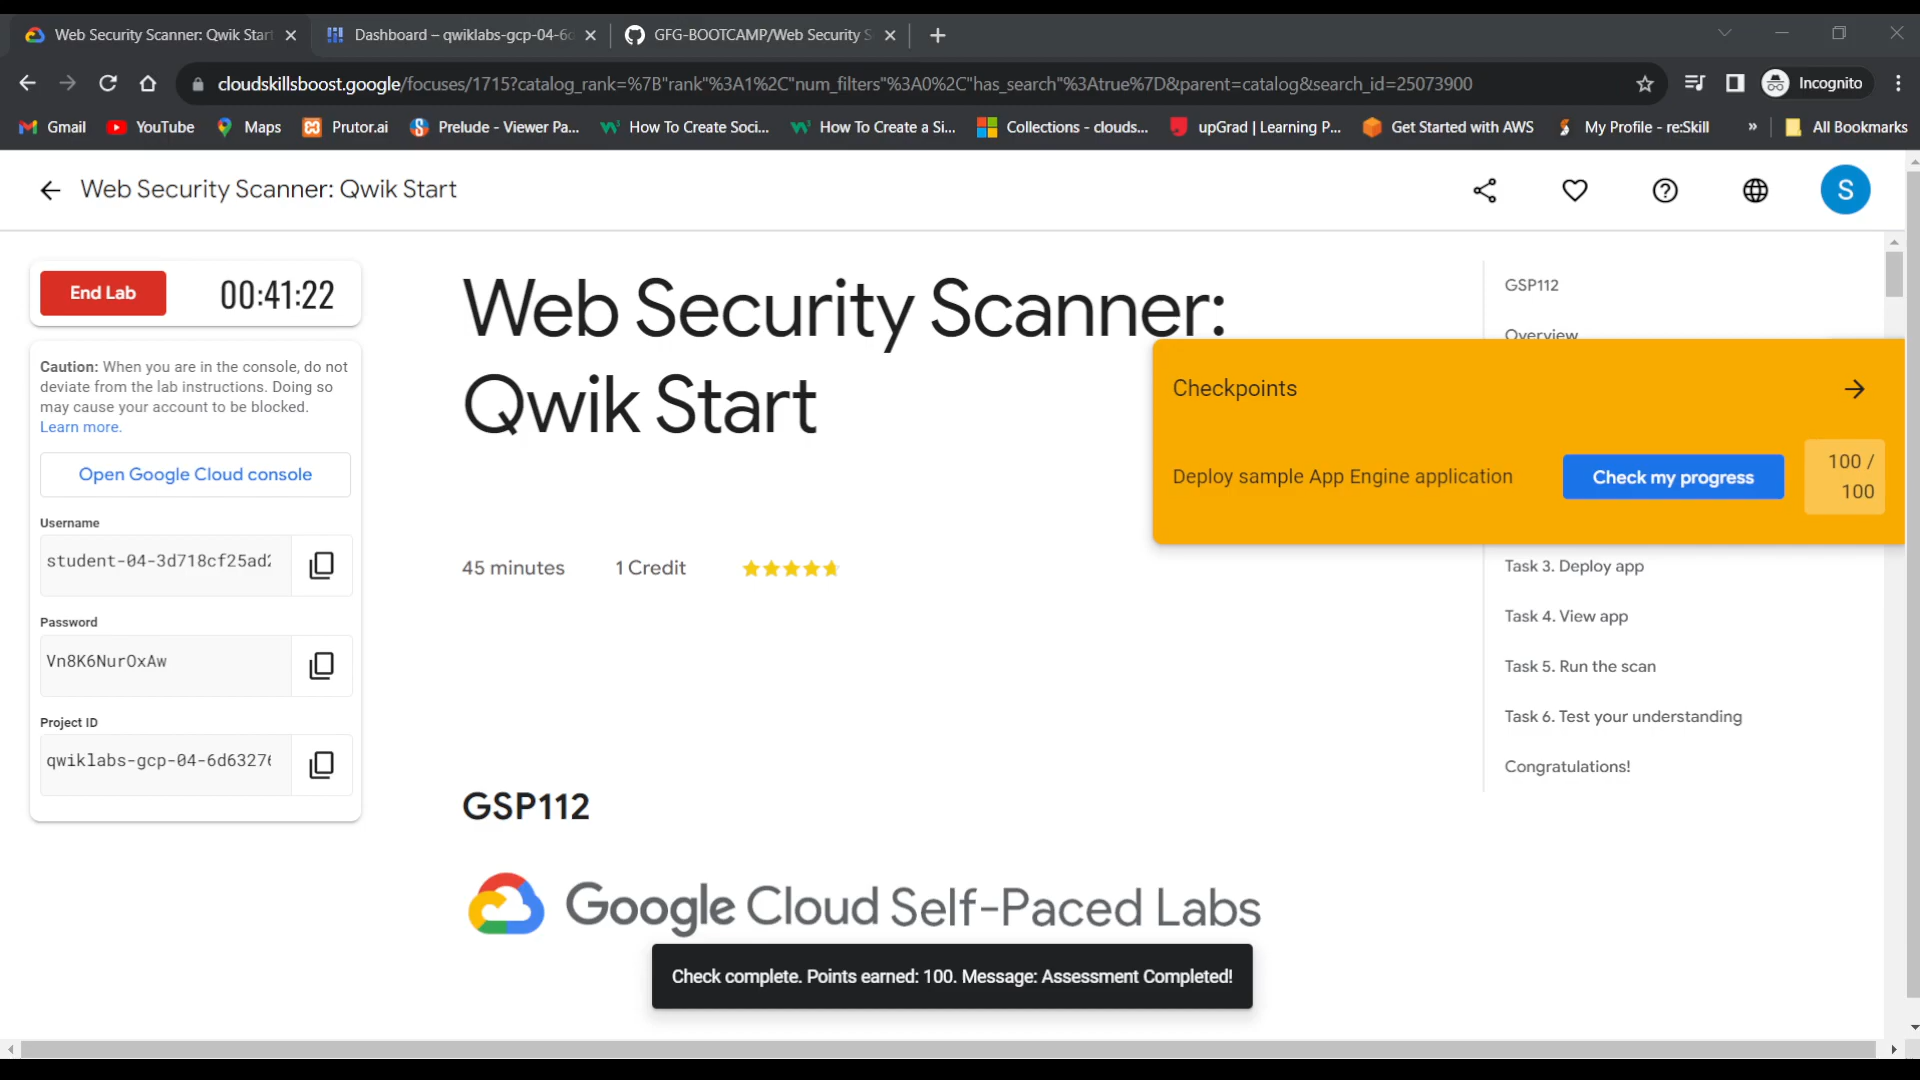 Web Security Scanner: Qwik Start
Dashboard – qwiklabs-gcp-04-6d
GFG-BOOTCAMP/Web Security S
cloudskillsboost.google/focuses/1715?catalog_rank=%7B"rank"%3A1%2C"num_filters"%3A0%2C"has_search"%3Atrue%7D&parent=catalog&search_id=25073900
Incognito
Gmail
YouTube
Maps
Prutor.ai
Prelude - Viewer Pa...
How To Create Soci...
How To Create a Si...
Collections - clouds...
upGrad | Learning P...
Get Started with AWS
My Profile - re:Skill
»
All Bookmarks
Web Security Scanner: Qwik Start
S
End Lab
00:41:22
Caution: When you are in the console, do not
deviate from the lab instructions. Doing so
may cause your account to be blocked.
Learn more.
Open Google Cloud console
Username
student-04-3d718cf25ad2
Password
Vn8K6NurOxAw
Project ID
qwiklabs-gcp-04-6d63276
Web Security Scanner:
Qwik Start
45 minutes
1 Credit
GSP112
Google Cloud Self-Paced Labs
Check complete. Points earned: 100. Message: Assessment Completed!
GSP112
Overview
Checkpoints
Deploy sample App Engine application
Check my progress
100 /
100
Task 3. Deploy app
Task 4. View app
Task 5. Run the scan
Task 6. Test your understanding
Congratulations!